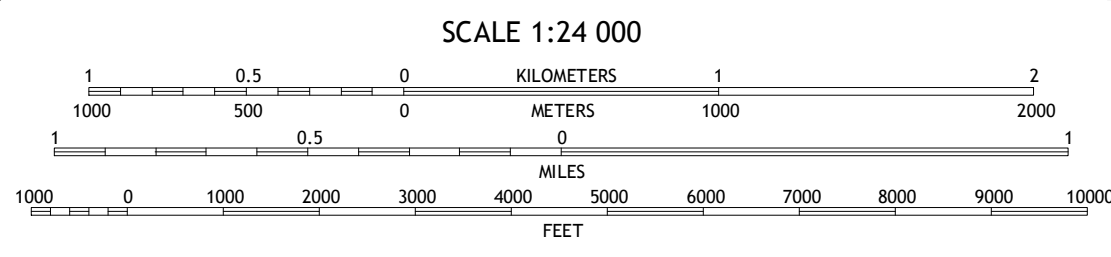 SCALE 1:24 000
1 0.5 0 KILOMETERS 1 2
1000 500 0 METERS 1000 2000
1 0.5 0 1
MILES
1000 0 1000 2000 3000 4000 5000 6000 7000 8000 9000 10000
FEET